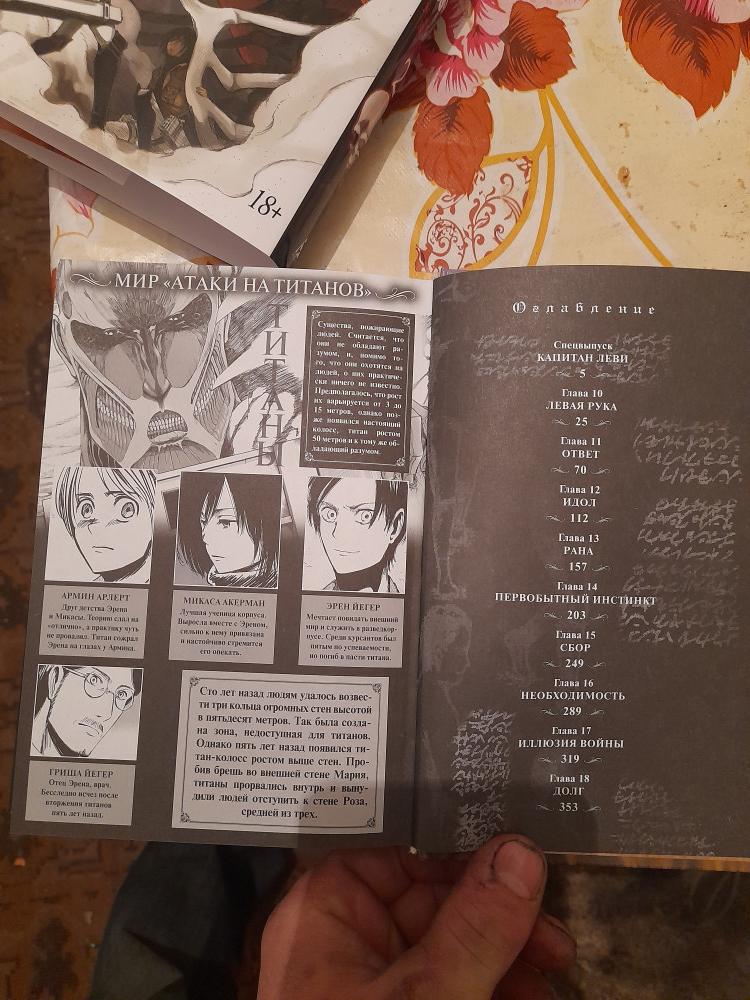 18+
МИР «АТАКИ НА ТИТАНОВ»
ТИТАНЫ
Существа, пожирающие
людей. Считается, что
они не обладают ра-
зумом, и, помимо то-
го, что они охотятся на
людей, о них практиче-
ски ничего не известно.
Предполагалось, что рост
их варьируется от 3 до
15 метров, однако поз-
же появился настоящий
колосс, титан ростом
50 метров и к тому же об-
ладающий разумом.
АРМИН АРЛЕРТ
Друг детства Эрена
и Микасы. Теорию сдал на
«отлично», а практику чуть
не провалил. Титан сожрал
Эрена на глазах у Армина.
МИКАСА АКЕРМАН
Лучшая ученица корпуса.
Выросла вместе с Эреном,
сильно к нему привязана
и настойчиво стремится
его опекать.
ЭРЕН ЙЕГЕР
Мечтает повидать внешний
мир и служить в разведкор-
пусе. Среди курсантов был
пятым по успеваемости,
но погиб в пасти титана.
ГРИША ЙЕГЕР
Отец Эрена, врач.
Бесследно исчез после
вторжения титанов
пять лет назад.
Сто лет назад людям удалось возве-
сти три кольца огромных стен высотой
в пятьдесят метров. Так была созда-
на зона, недоступная для титанов.
Однако пять лет назад появился ти-
тан-колосс ростом выше стен. Про-
бив брешь во внешней стене Мария,
титаны прорвались внутрь и выну-
дили людей отступить к стене Роза,
средней из трех.
Оглавление
Спецвыпуск
КАПИТАН ЛЕВИ
5
Глава 10
ЛЕВАЯ РУКА
25
Глава 11
ОТВЕТ
70
Глава 12
ИДОЛ
112
Глава 13
РАНА
157
Глава 14
ПЕРВОБЫТНЫЙ ИНСТИНКТ
203
Глава 15
СБОР
249
Глава 16
НЕОБХОДИМОСТЬ
289
Глава 17
ИЛЛЮЗИЯ ВОЙНЫ
319
Глава 18
ДОЛГ
353